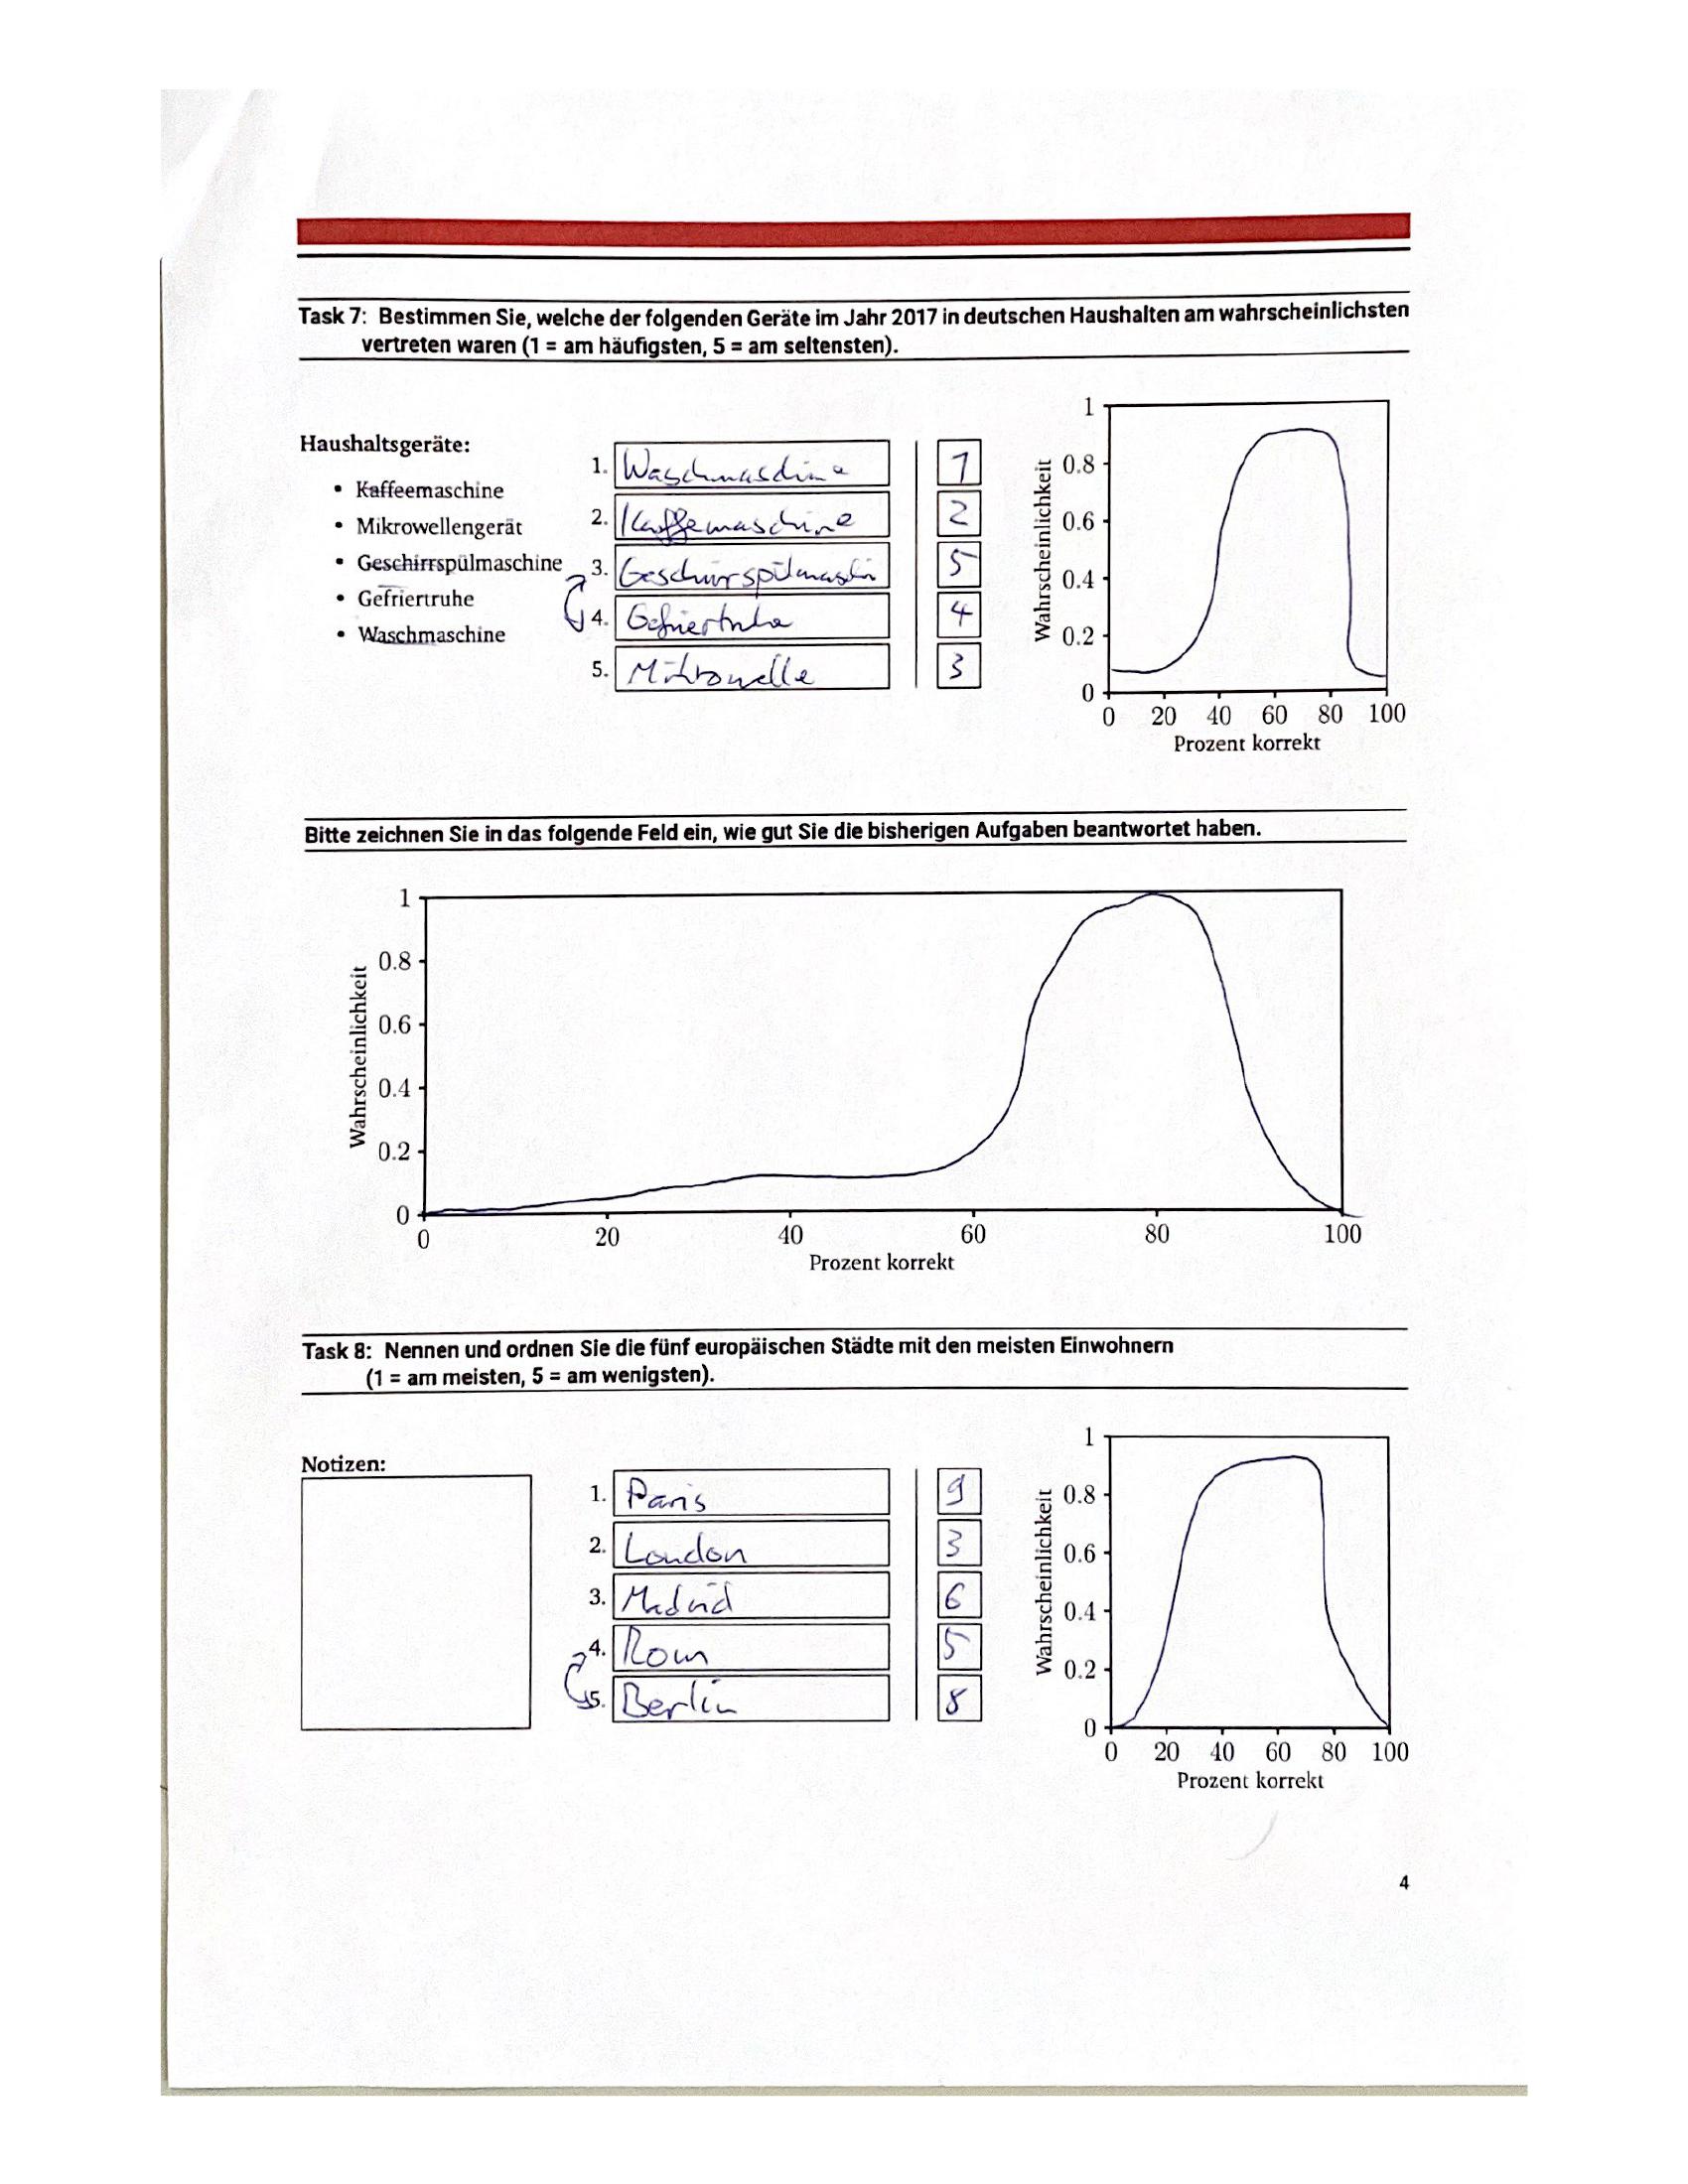 Task 7: Bestimmen Sie, welche der folgenden Geräte im Jahr 2017 in deutschen Haushalten am wahrscheinlichsten
vertreten waren (1 = am häufigsten, 5 = am seltensten).
Haushaltsgeräte:
• Kaffeemaschine
• Mikrowellengerät
• Geschirrspülmaschine
• Gefriertruhe
• Waschmaschine
1. Waschmaschine 1
2. Kaffemaschine 2
3. Geschirrspülmaschin 5
4. Gefriertruhe 4
5. Mikrowelle 3
1
0.8
0.6
0.4
0.2
0
Wahrscheinlichkeit
0 20 40 60 80 100
Prozent korrekt
Bitte zeichnen Sie in das folgende Feld ein, wie gut Sie die bisherigen Aufgaben beantwortet haben.
1
0.8
0.6
0.4
0.2
0
Wahrscheinlichkeit
0 20 40 60 80 100
Prozent korrekt
Task 8: Nennen und ordnen Sie die fünf europäischen Städte mit den meisten Einwohnern
(1 = am meisten, 5 = am wenigsten).
Notizen:
1. Paris 9
2. London 3
3. Madrid 6
4. Rom 5
5. Berlin 8
1
0.8
0.6
0.4
0.2
0
Wahrscheinlichkeit
0 20 40 60 80 100
Prozent korrekt
4